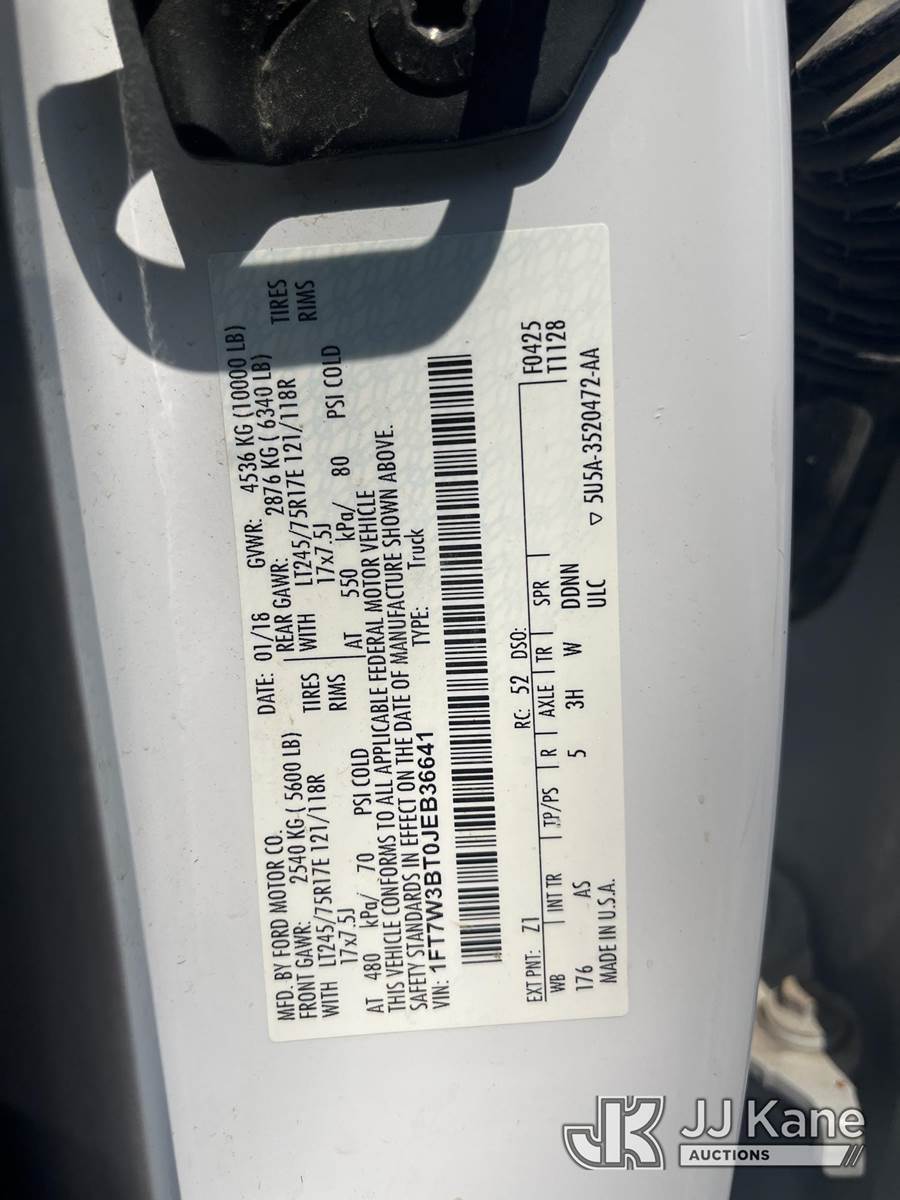 MFD. BY FORD MOTOR CO.
DATE: 01/18 GVWR: 4536 KG (10000 LB)
FRONT GAWR: 2540 KG ( 5600 LB) REAR GAWR: 2876 KG ( 6340 LB)
WITH LT245/75R17E 121/118R TIRES WITH LT245/75R17E 121/118R TIRES
17x7.5J RIMS 17x7.5J RIMS
AT 480 kPa/ 70 PSI COLD AT 550 kPa/ 80 PSI COLD
THIS VEHICLE CONFORMS TO ALL APPLICABLE FEDERAL MOTOR VEHICLE
SAFETY STANDARDS IN EFFECT ON THE DATE OF MANUFACTURE SHOWN ABOVE.
VIN: 1FT7W3BT0JEB36641 TYPE: Truck
EXT PNT: Z1 RC: 52 DSO: F0425
WB INT TR TP/PS R AXLE TR SPR T1128
176 AS 5 3H W DDNN
MADE IN U.S.A. ULC ▽ 5U5A-3520472-AA
JK JJ Kane
AUCTIONS